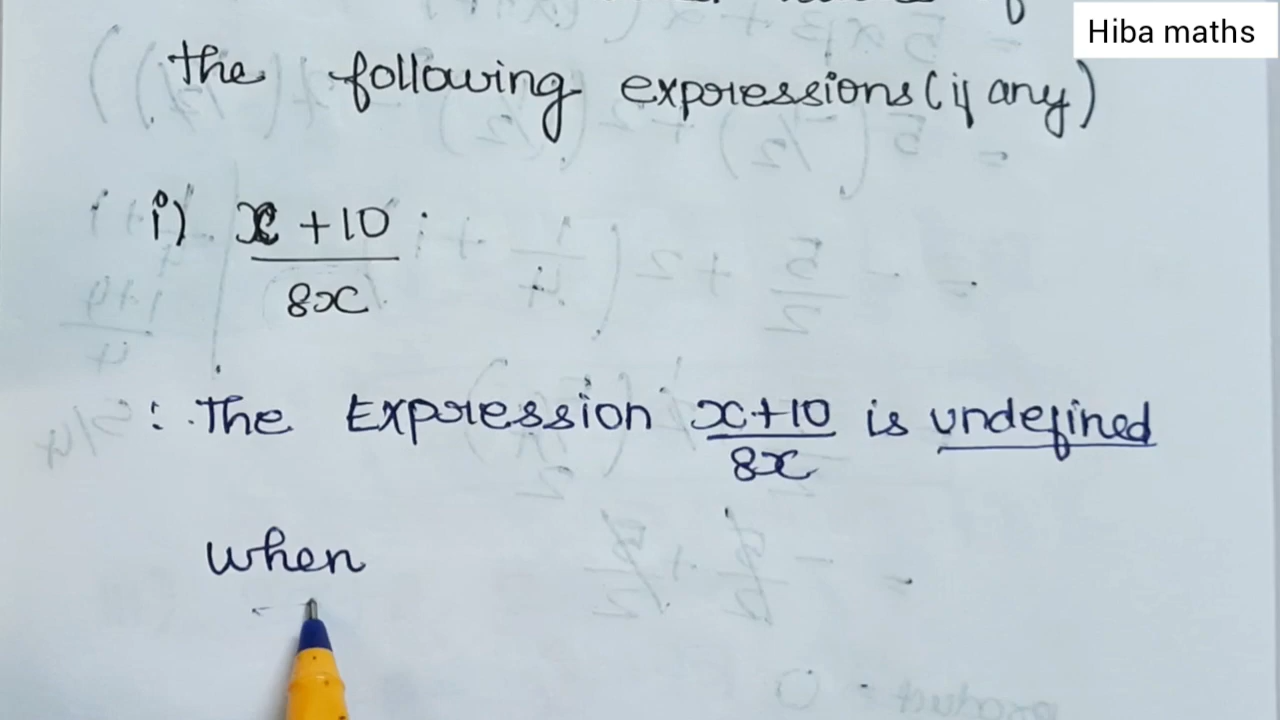 Hiba maths
the following expressions (if any)
i) x +10
8x
∴ The Expression x+10 is undefined
8x
when